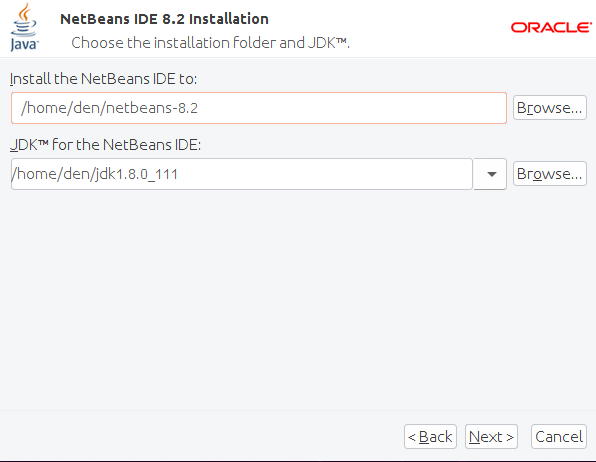 NetBeans IDE 8.2 Installation
Choose the installation folder and JDK™.
Java™
ORACLE®
Install the NetBeans IDE to:
/home/den/netbeans-8.2
Browse...
JDK™ for the NetBeans IDE:
/home/den/jdk1.8.0_111
Browse...
< Back
Next >
Cancel